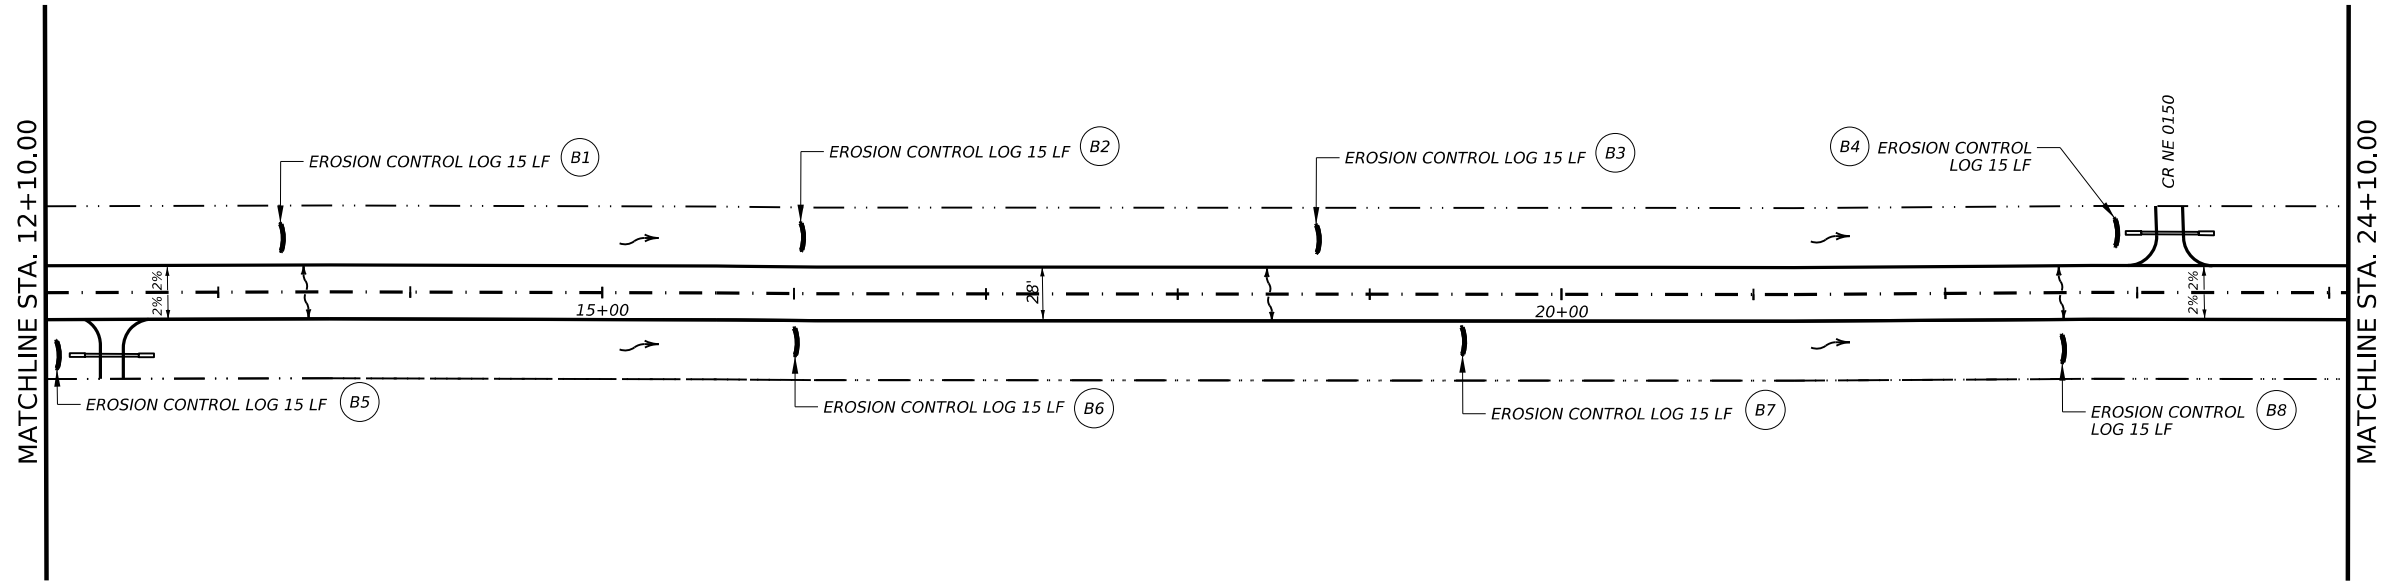 MATCHLINE STA. 12+10.00
EROSION CONTROL LOG 15 LF
B1
EROSION CONTROL LOG 15 LF
B2
EROSION CONTROL LOG 15 LF
B3
B4
EROSION CONTROL
LOG 15 LF
CR NE 0150
MATCHLINE STA. 24+10.00
2% 2%
15+00
28'
20+00
2% 2%
EROSION CONTROL LOG 15 LF
B5
EROSION CONTROL LOG 15 LF
B6
EROSION CONTROL LOG 15 LF
B7
EROSION CONTROL
LOG 15 LF
B8